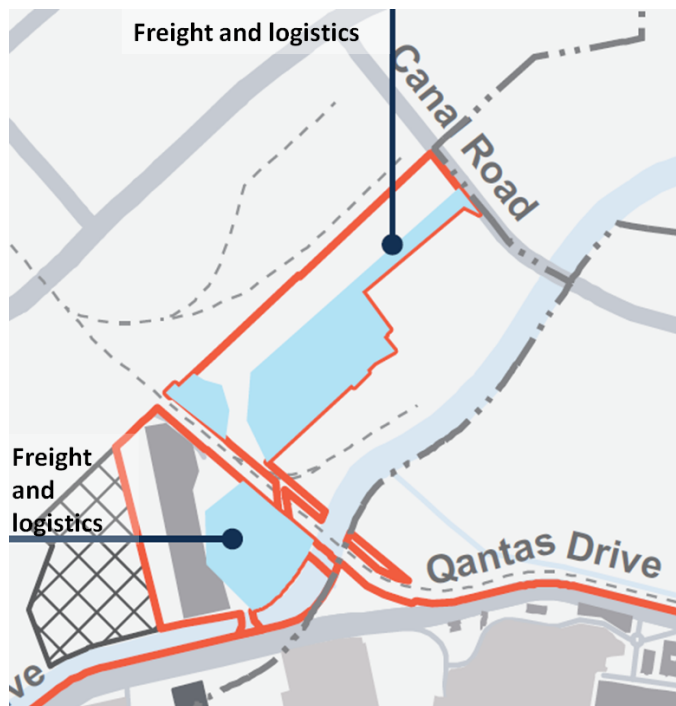 Freight and logistics
Canal Road
Freight
and
logistics
Qantas Drive
ve